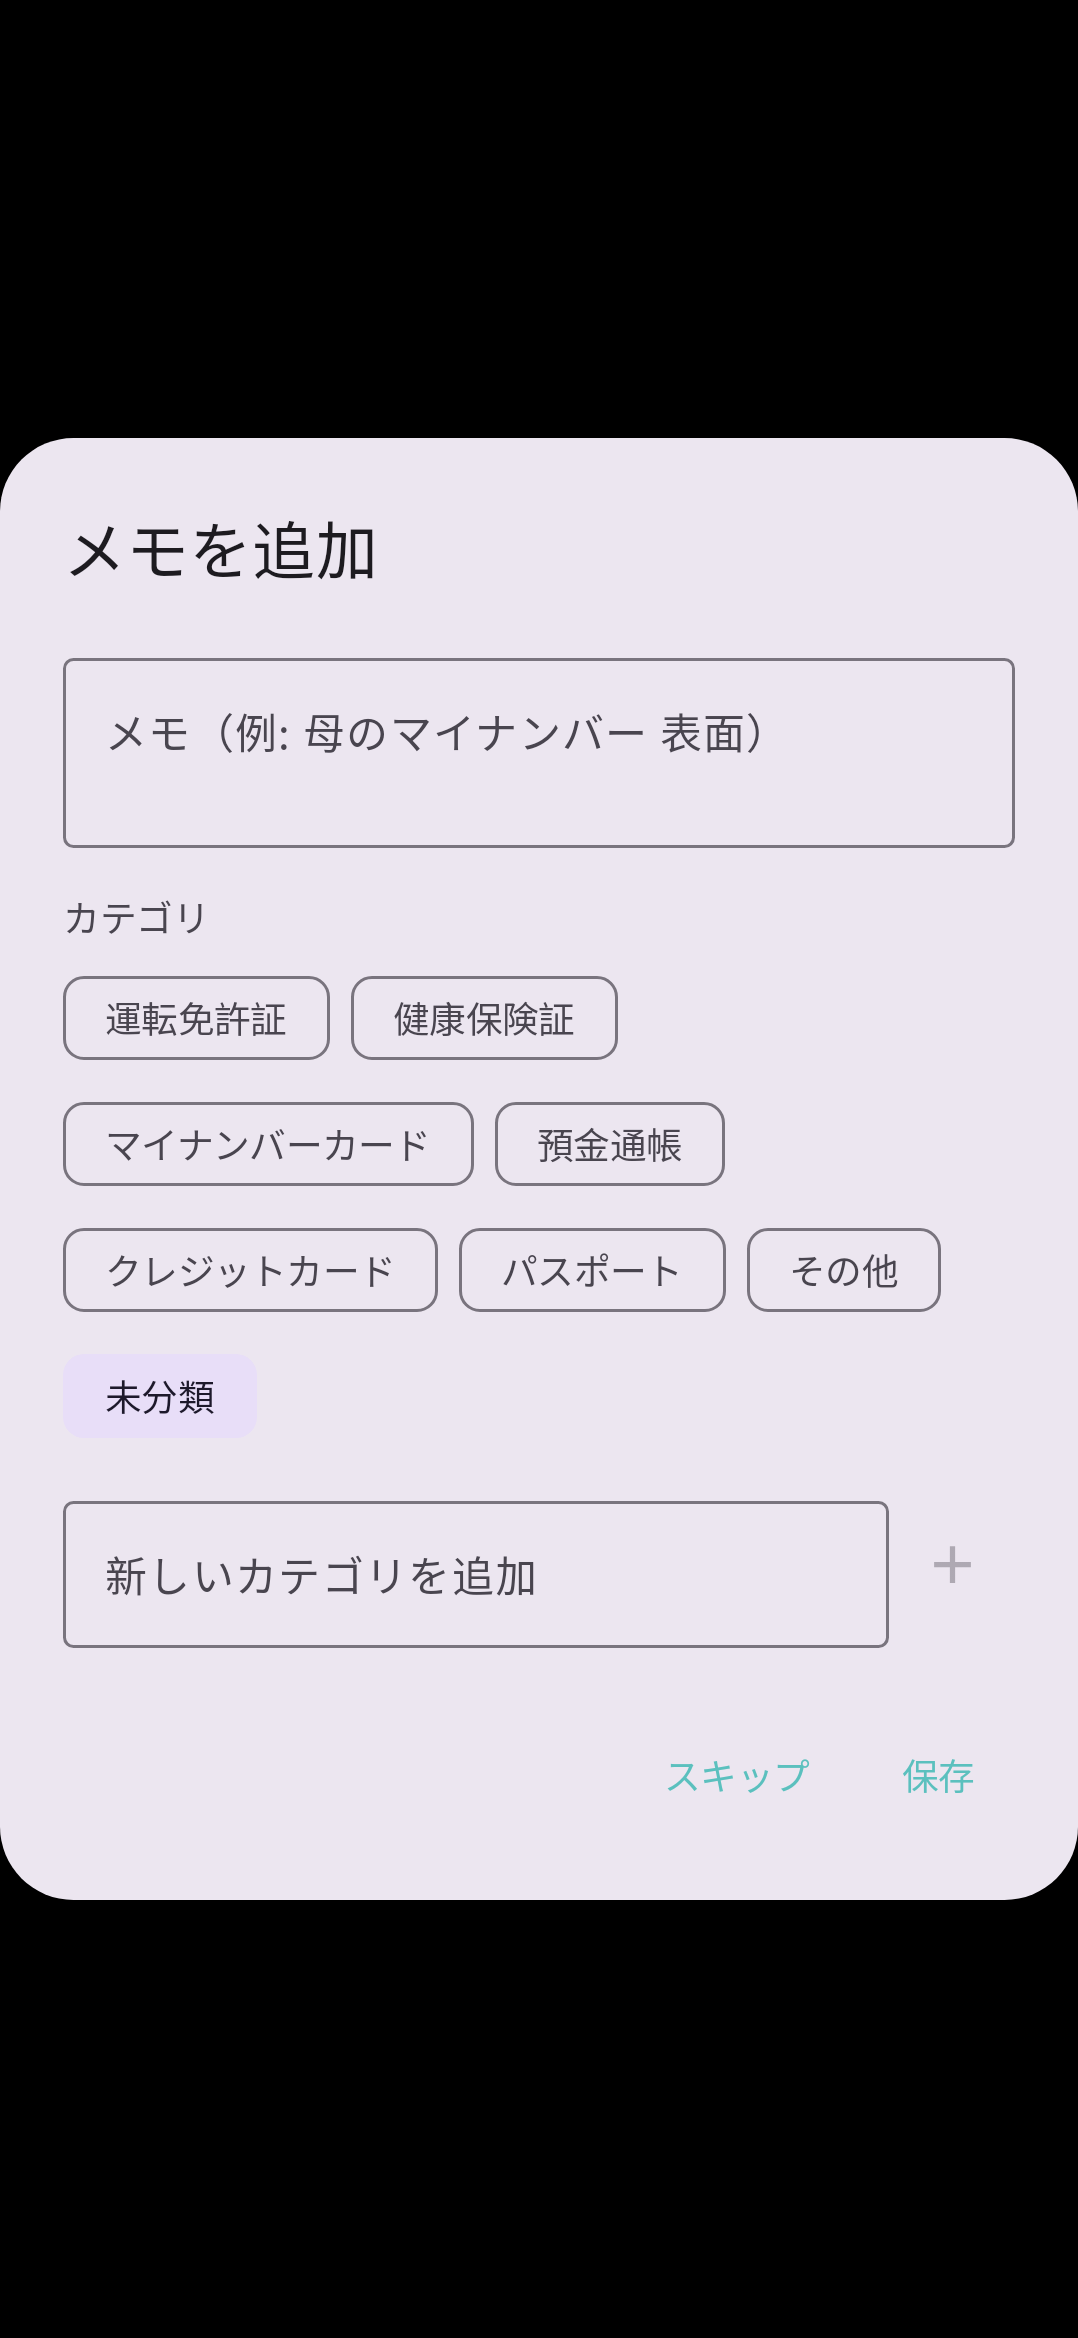 メモを追加
メモ（例: 母のマイナンバー 表面）
カテゴリ
運転免許証 健康保険証
マイナンバーカード 預金通帳
クレジットカード パスポート その他
未分類
新しいカテゴリを追加 +
スキップ 保存